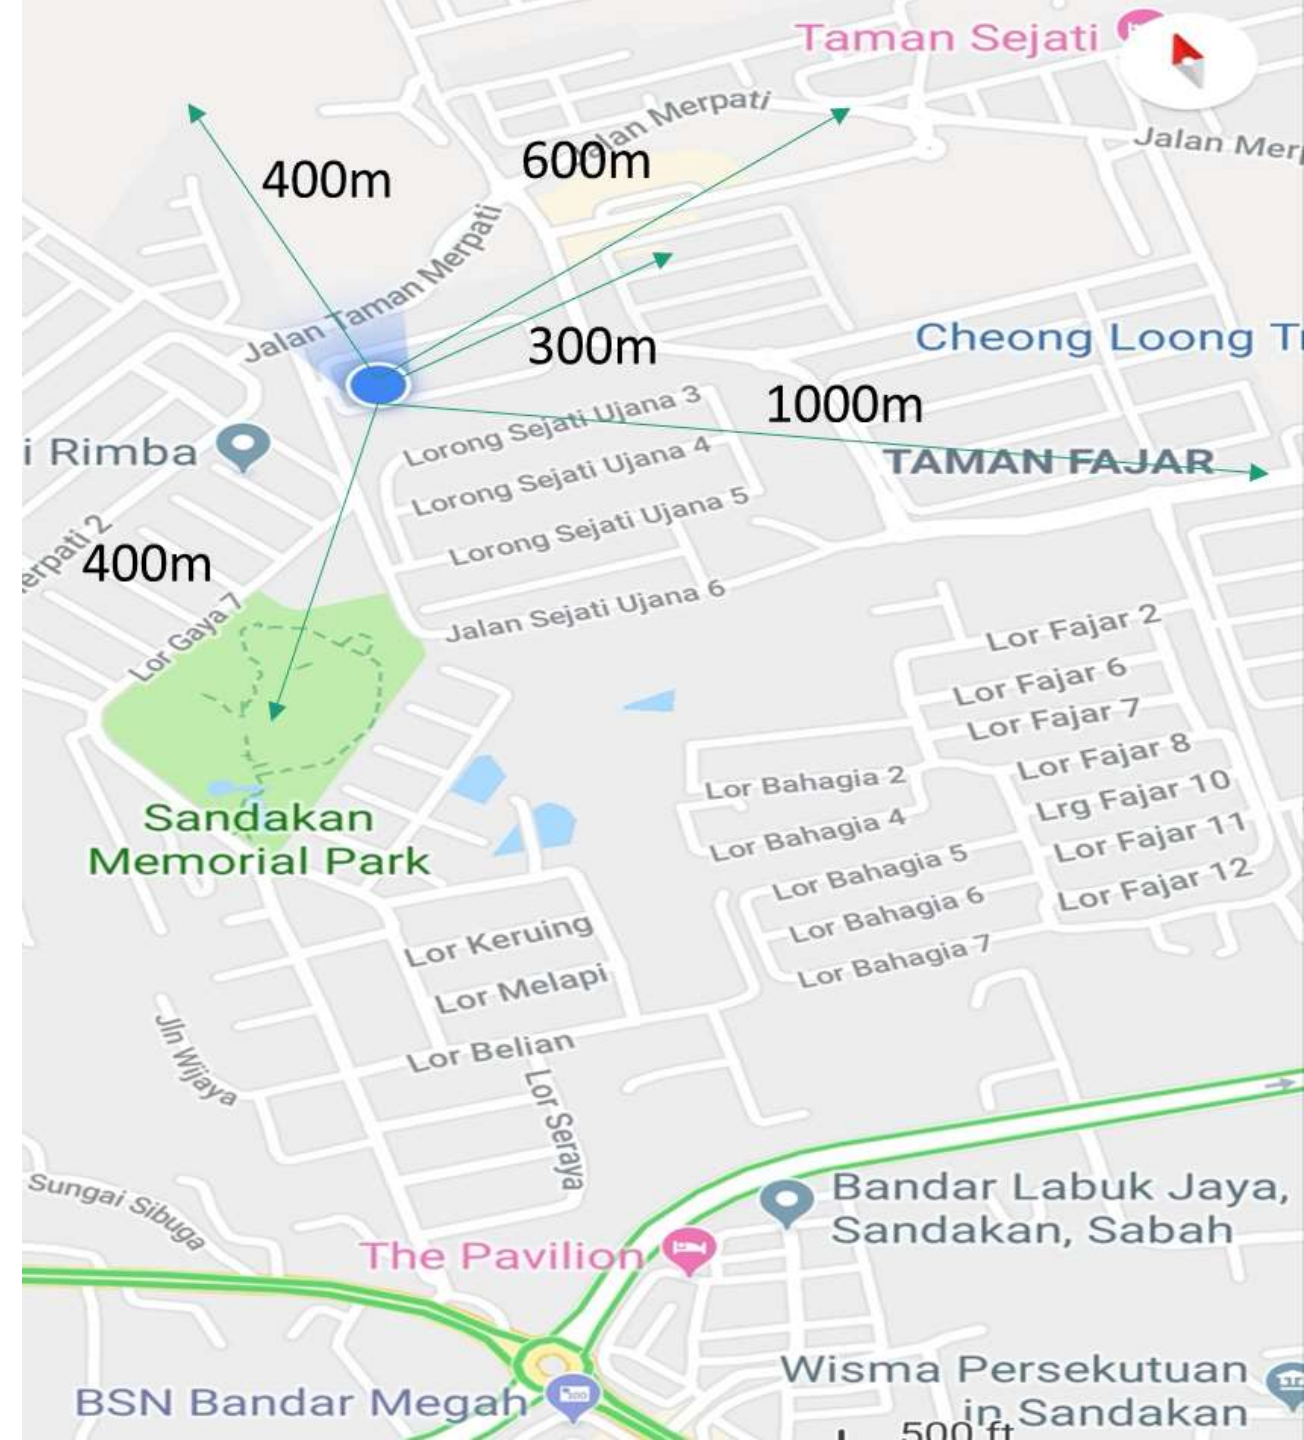 Taman Sejati
Jalan Merpati
Jalan Merp
600m
400m
Jalan Taman Merpati
300m
Cheong Loong T
1000m
Lorong Sejati Ujana 3
i Rimba
Lorong Sejati Ujana 4
TAMAN FAJAR
Lorong Sejati Ujana 5
erpati 2
400m
Jalan Sejati Ujana 6
Lor Gaya 7
Lor Fajar 2
Lor Fajar 6
Lor Fajar 7
Lor Fajar 8
Lor Bahagia 2
Lrg Fajar 10
Sandakan
Memorial Park
Lor Bahagia 4
Lor Fajar 11
Lor Bahagia 5
Lor Fajar 12
Lor Bahagia 6
Lor Keruing
Lor Bahagia 7
Lor Melapi
Jln Wijaya
Lor Belian
Lor Seraya
Sungai Sibuga
Bandar Labuk Jaya,
Sandakan, Sabah
The Pavilion
Wisma Persekutuan
in Sandakan
BSN Bandar Megah
500 ft